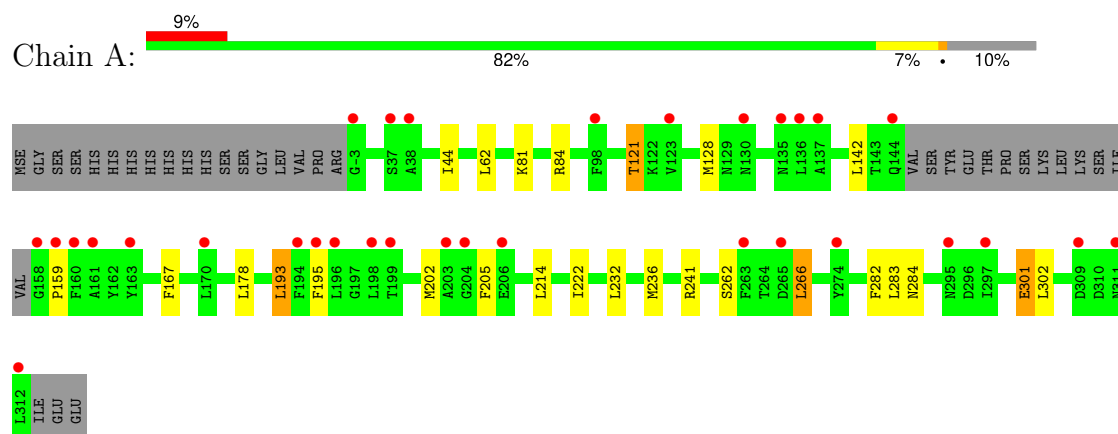 9%
Chain A:
82% 7% • 10%
MSE GLY SER SER HIS HIS HIS HIS HIS HIS HIS HIS SER SER GLY LEU VAL PRO ARG G-3 S37 A38 I44 L62 K81 R84 F98 T121 K122 V123 M128 N129 N130 N135 L136 A137 L142 T143 Q144 VAL SER TYR GLU THR PRO SER LYS LEU LYS SER ILE
VAL G158 P159 F160 A161 Y162 Y163 F167 L170 L178 L193 F194 F195 L196 G197 L198 T199 M202 A203 G204 F205 E206 L214 I222 L232 M236 R241 S262 F263 T264 D265 L266 Y274 F282 L283 N284 N295 D296 I297 E301 L302 D309 D310 N311
L312 ILE GLU GLU